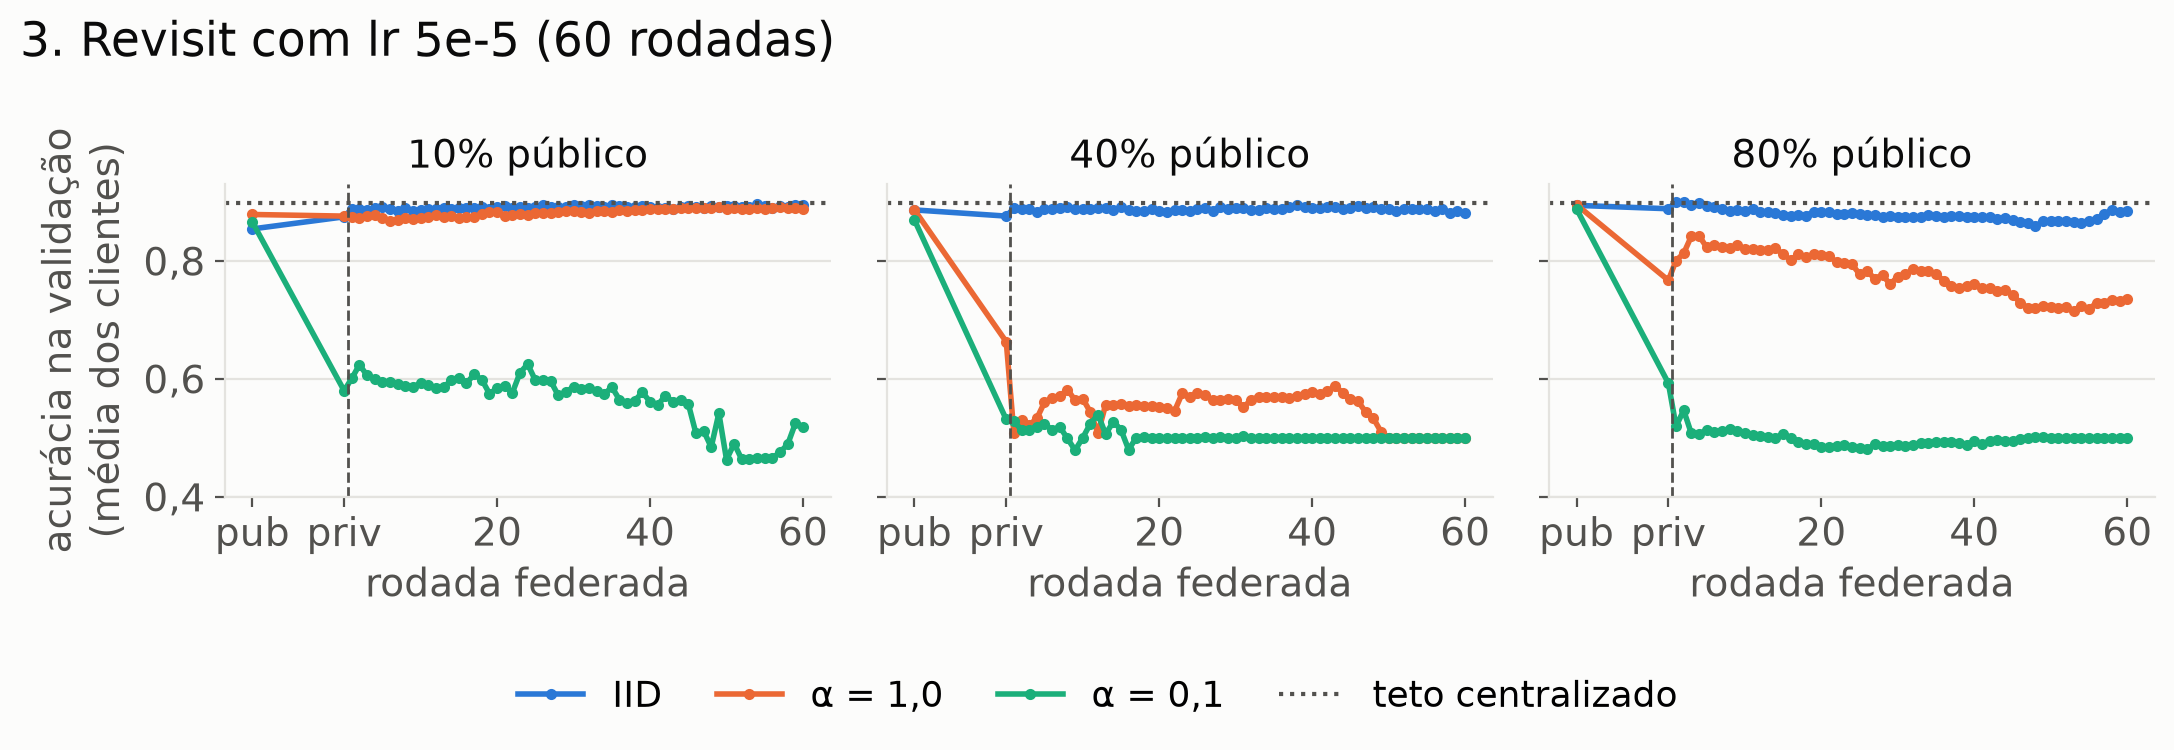 3. Revisit com lr 5e-5 (60 rodadas)
acurácia na validação
(média dos clientes)
10% público
40% público
80% público
0,8
0,6
0,4
pub priv 20 40 60
pub priv 20 40 60
pub priv 20 40 60
rodada federada
rodada federada
rodada federada
IID α = 1,0 α = 0,1 teto centralizado